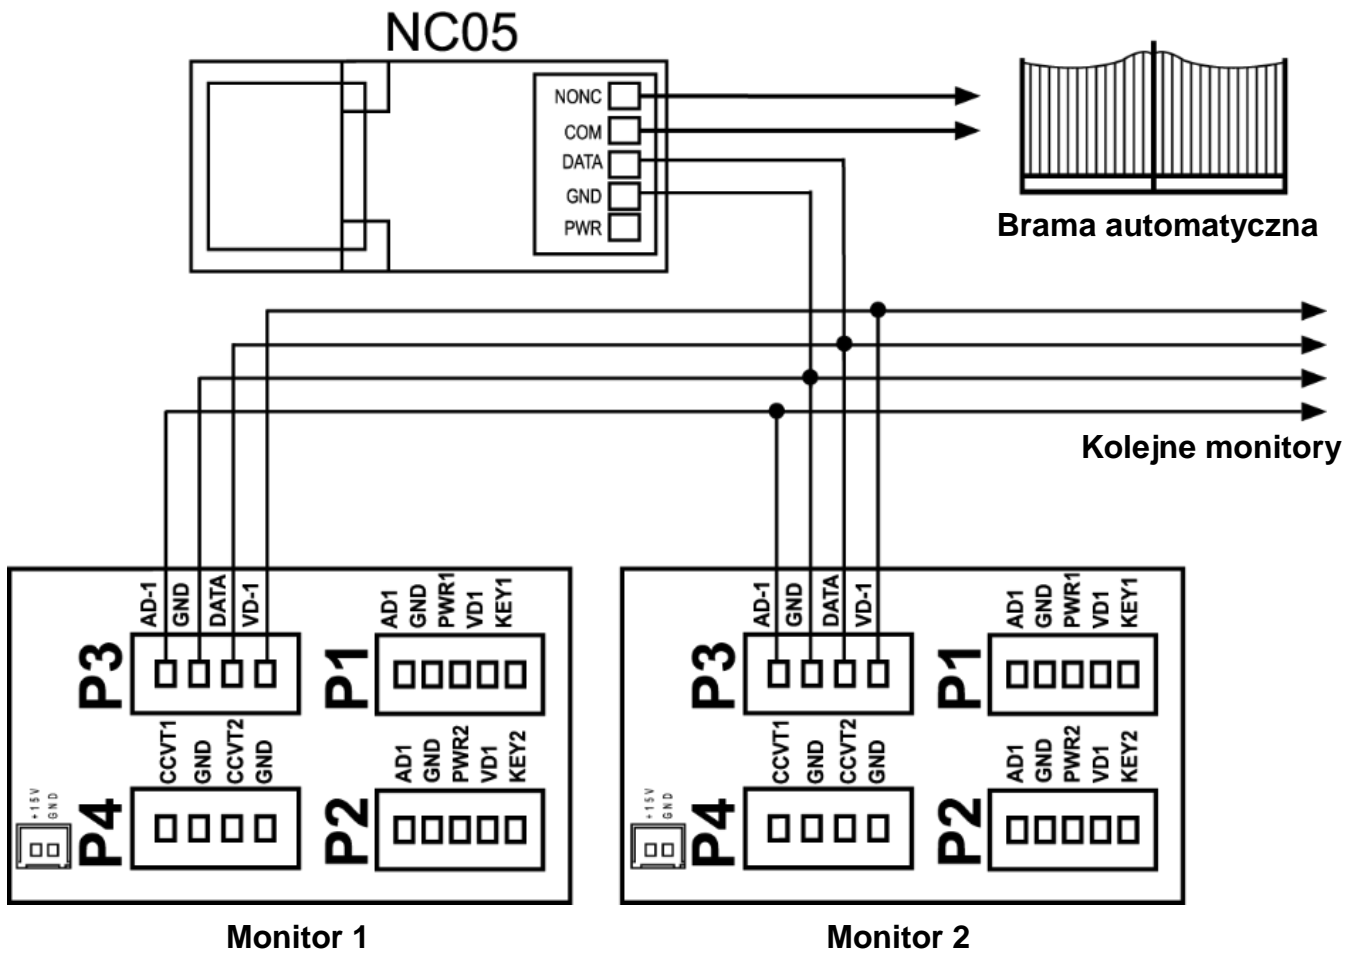 NC05
NONC
COM
DATA
GND
PWR
Brama automatyczna
Kolejne monitory
AD-1
GND
DATA
VD-1
P3
AD1
GND
PWR1
VD1
KEY1
P1
CCVT1
GND
CCVT2
GND
P4
AD1
GND
PWR2
VD1
KEY2
P2
+15V
GND
Monitor 1
AD-1
GND
DATA
VD-1
P3
AD1
GND
PWR1
VD1
KEY1
P1
CCVT1
GND
CCVT2
GND
P4
AD1
GND
PWR2
VD1
KEY2
P2
+15V
GND
Monitor 2